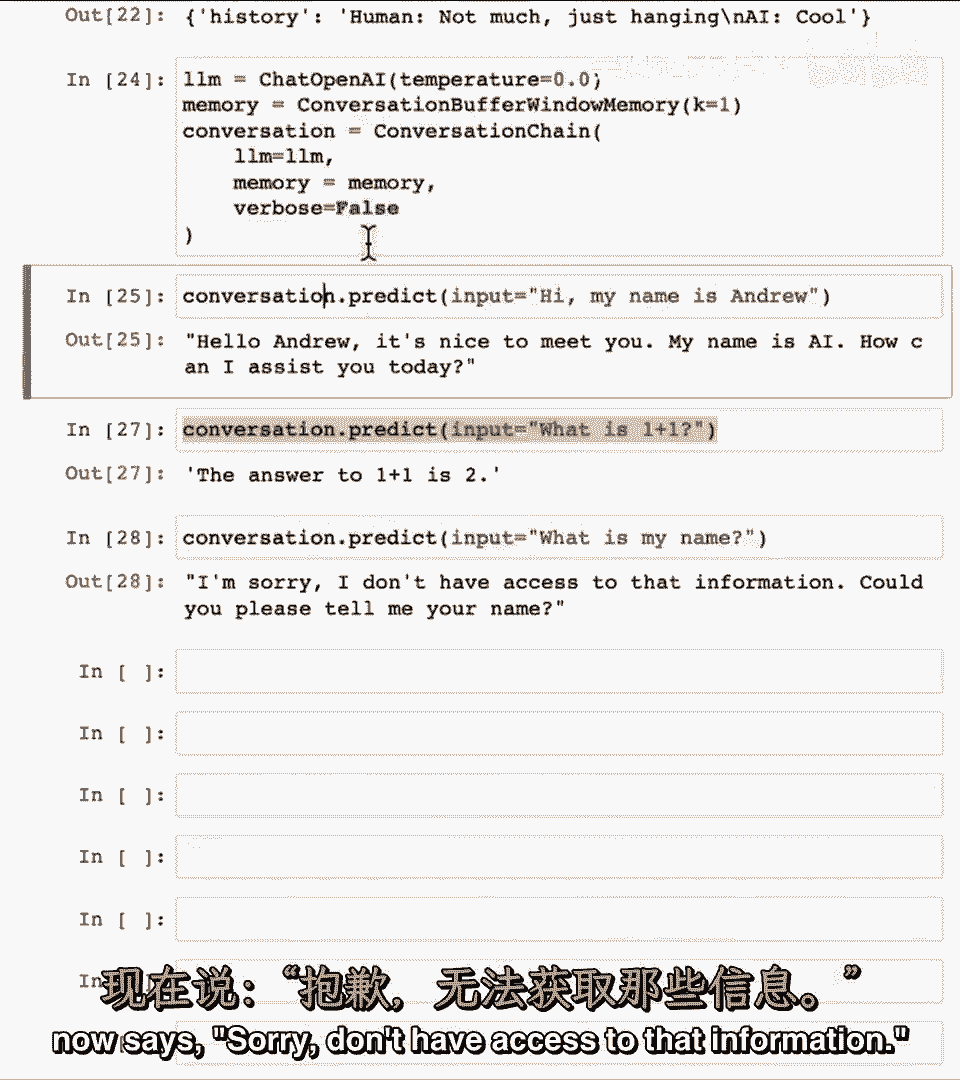 Out[22]: {'history': 'Human: Not much, just hanging\nAI: Cool'}
In [24]: llm = ChatOpenAI(temperature=0.0)
memory = ConversationBufferWindowMemory(k=1)
conversation = ConversationChain(
    llm=llm,
    memory = memory,
    verbose=False
)
In [25]: conversation.predict(input="Hi, my name is Andrew")
Out[25]: "Hello Andrew, it's nice to meet you. My name is AI. How c
an I assist you today?"
In [27]: conversation.predict(input="What is 1+1?")
Out[27]: 'The answer to 1+1 is 2.'
In [28]: conversation.predict(input="What is my name?")
Out[28]: "I'm sorry, I don't have access to that information. Could
you please tell me your name?"
In [ ]:
In [ ]:
In [ ]:
In [ ]:
In [ ]:
In
现在说：“抱歉，无法获取那些信息。”
now says, "Sorry, don't have access to that information."